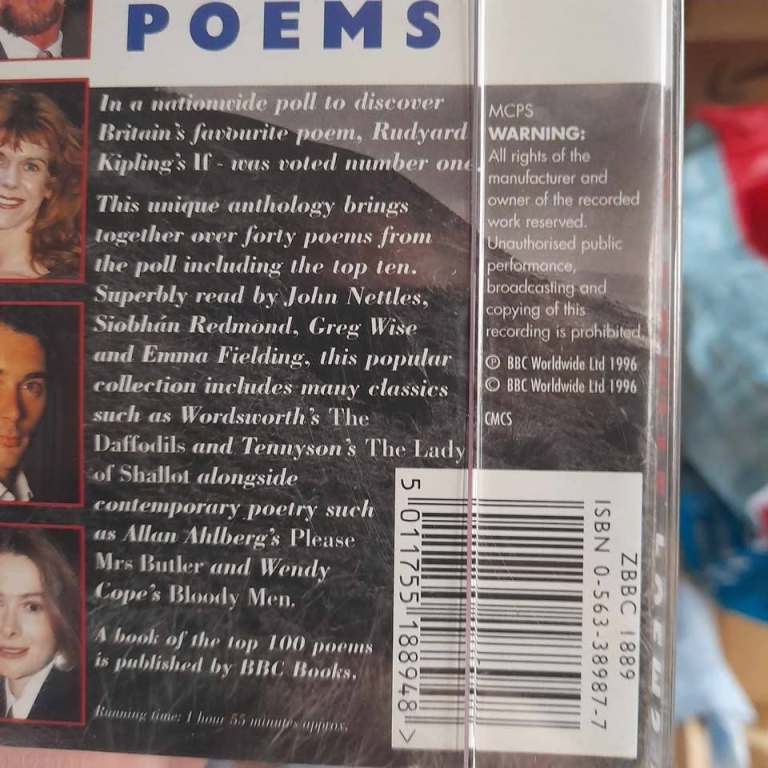 POEMS
In a nationwide poll to discover
Britain's favourite poem, Rudyard
Kipling's If - was voted number one
This unique anthology brings
together over forty poems from
the poll including the top ten.
Superbly read by John Nettles,
Siobhán Redmond, Greg Wise
and Emma Fielding, this popular
collection includes many classics
such as Wordsworth's The
Daffodils and Tennyson's The Lady
of Shallot alongside
contemporary poetry such
as Allan Ahlberg's Please
Mrs Butler and Wendy
Cope's Bloody Men.
A book of the top 100 poems
is published by BBC Books.
Running time: 1 hour 55 minutes approx.
MCPS
WARNING:
All rights of the
manufacturer and
owner of the recorded
work reserved.
Unauthorised public
performance,
broadcasting and
copying of this
recording is prohibited.
℗ BBC Worldwide Ltd 1996
© BBC Worldwide Ltd 1996
CMCS
ZBBC 1889
ISBN 0-563-38987-7
5 011755 188948 >